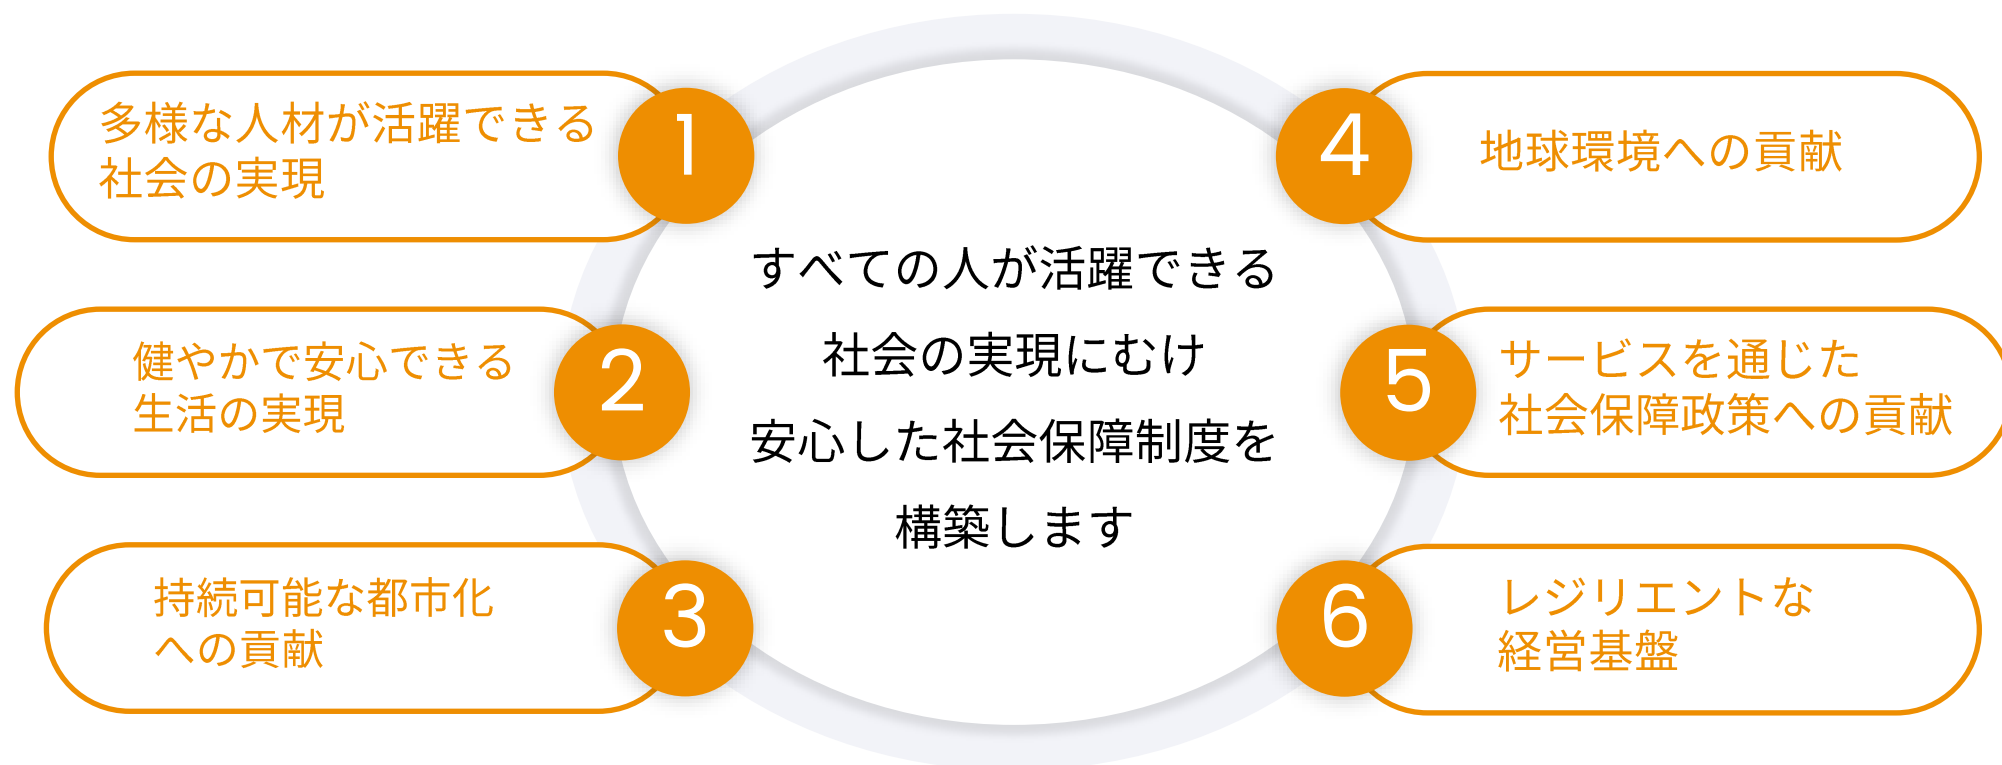 多様な人材が活躍できる
社会の実現
1
健やかで安心できる
生活の実現
2
持続可能な都市化
への貢献
3
すべての人が活躍できる
社会の実現にむけ
安心した社会保障制度を
構築します
4
地球環境への貢献
5
サービスを通じた
社会保障政策への貢献
6
レジリエントな
経営基盤